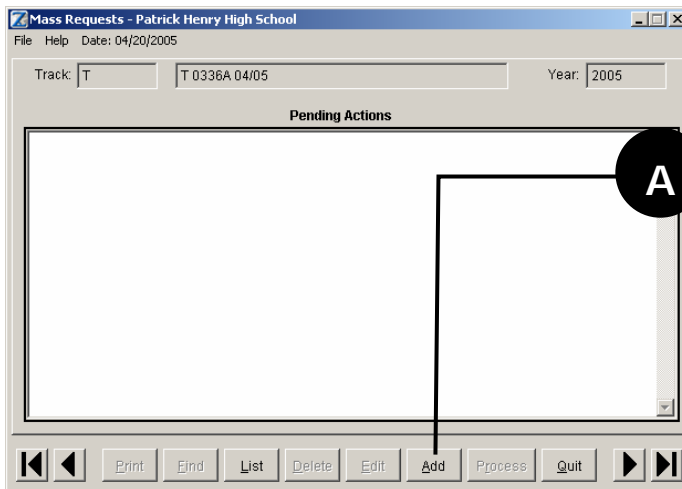 Mass Requests - Patrick Henry High School
File Help Date: 04/20/2005
Track: T T 0336A 04/05 Year: 2005
Pending Actions
A
Print Find List Delete Edit Add Process Quit